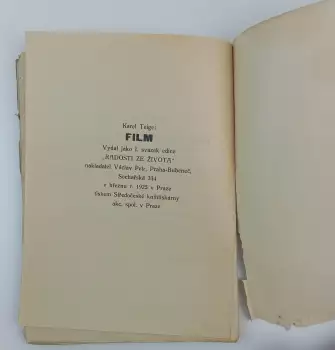 Karel Teige:
FILM
Vydal jako I. svazek edice
„RADOSTI ZE ŽIVOTA"
nakladatel Václav Petr, Praha-Bubeneč,
Sochařská 334
v březnu r. 1925 v Praze
tiskem Středočeské knihtiskárny
akc. spol. v Praze